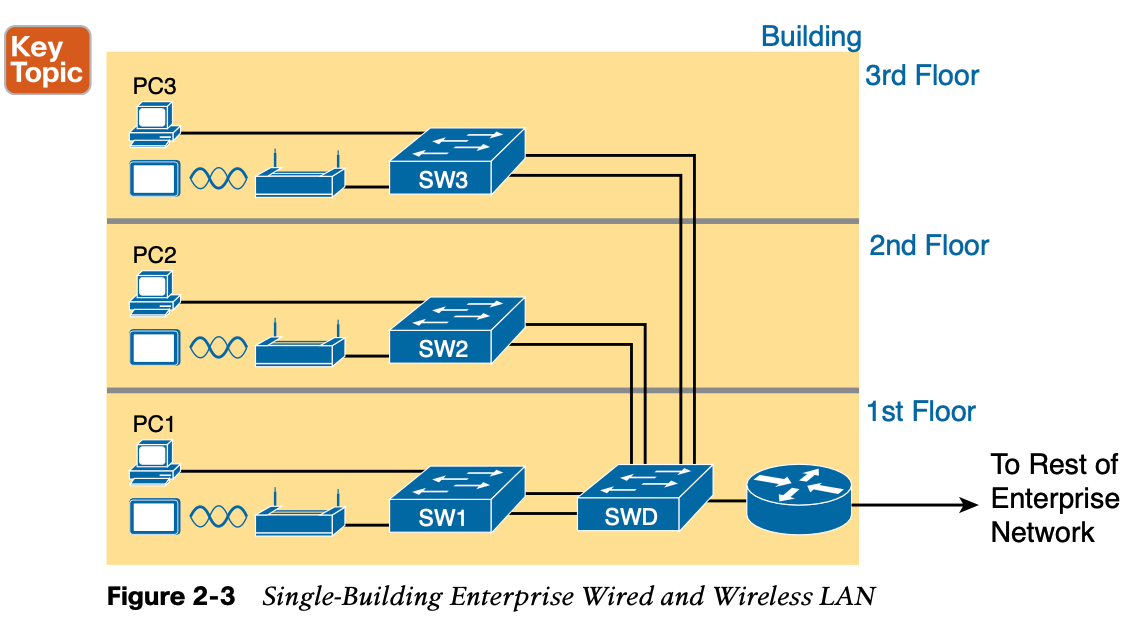 Key
Topic
Building
3rd Floor
PC3
SW3
2nd Floor
PC2
SW2
1st Floor
PC1
SW1
SWD
To Rest of
Enterprise
Network
Figure 2-3 Single-Building Enterprise Wired and Wireless LAN